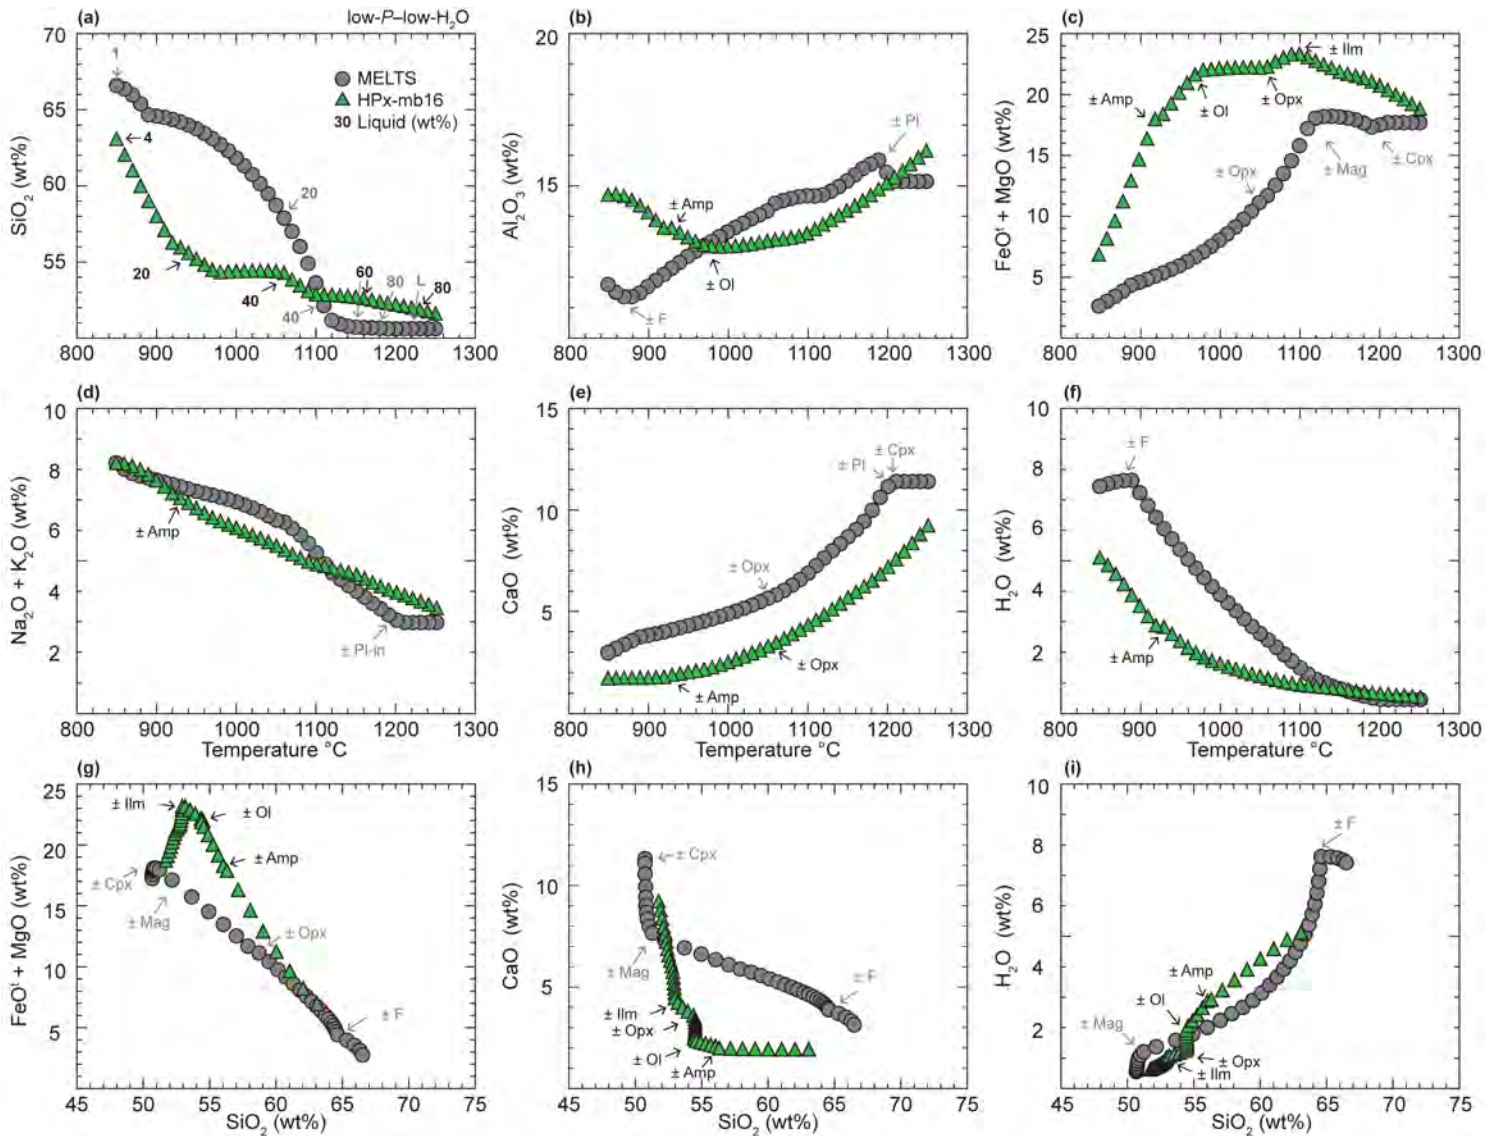 (a) low-P–low-H₂O
SiO₂ (wt%)
70
65
60
55
1
MELTS
HPx-mb16
30 Liquid (wt%)
4
20
20
40
40
60
80
L
80
800 900 1000 1100 1200 1300
(b)
Al₂O₃ (wt%)
20
15
± Pl
± Amp
± Ol
± F
800 900 1000 1100 1200 1300
(c)
FeOᵗ + MgO (wt%)
25
20
15
10
5
± Ilm
± Amp
± Ol
± Opx
± Opx
± Mag
± Cpx
800 900 1000 1100 1200 1300
(d)
Na₂O + K₂O (wt%)
10
8
6
4
2
± Amp
± Pl-in
800 900 1000 1100 1200 1300
Temperature °C
(e)
CaO (wt%)
15
10
5
± Cpx
± Pl
± Opx
± Opx
± Amp
800 900 1000 1100 1200 1300
Temperature °C
(f)
H₂O (wt%)
10
8
6
4
2
± F
± Amp
800 900 1000 1100 1200 1300
Temperature °C
(g)
FeOᵗ + MgO (wt%)
25
20
15
10
5
± Ilm
± Ol
± Amp
± Cpx
± Mag
± Opx
± F
45 50 55 60 65 70 75
SiO₂ (wt%)
(h)
CaO (wt%)
15
10
5
± Cpx
± Mag
± F
± Ilm
± Opx
± Ol
± Amp
45 50 55 60 65 70 75
SiO₂ (wt%)
(i)
H₂O (wt%)
10
8
6
4
2
± F
± Amp
± Ol
± Mag
± Opx
± Ilm
45 50 55 60 65 70 75
SiO₂ (wt%)